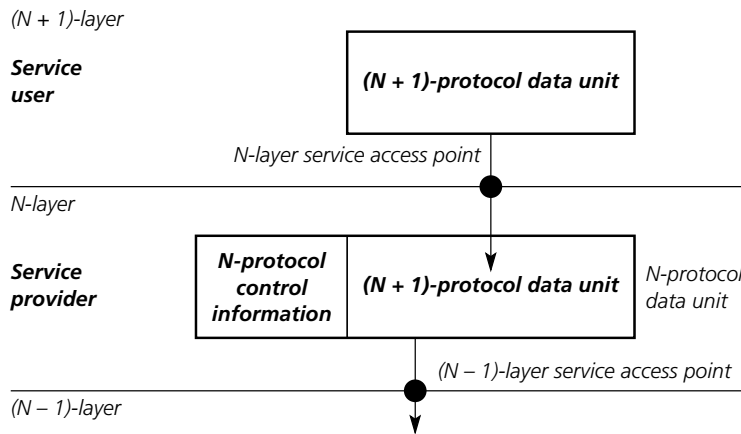 (N + 1)-layer
Service
user
(N + 1)-protocol data unit
N-layer service access point
N-layer
Service
provider
N-protocol
control
information
(N + 1)-protocol data unit
N-protocol
data unit
(N – 1)-layer service access point
(N – 1)-layer